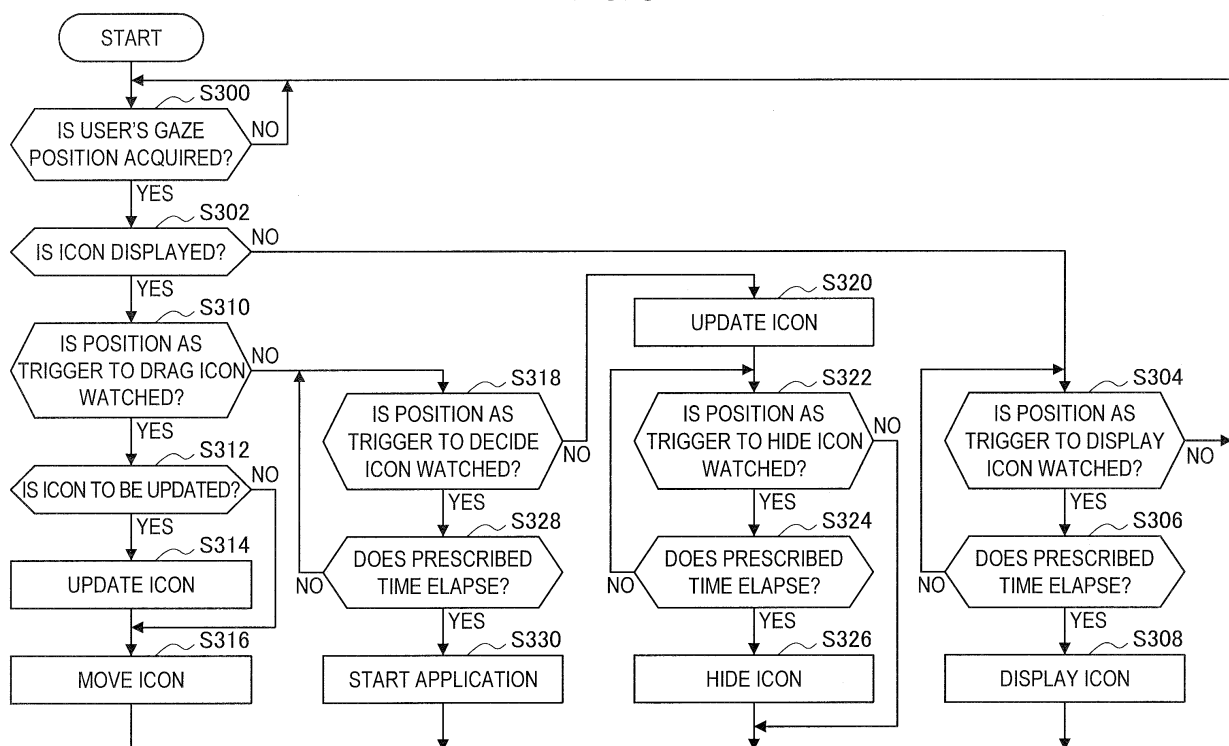 START
S300
IS USER'S GAZE
POSITION ACQUIRED?
NO
YES
S302
IS ICON DISPLAYED?
NO
YES
S310
IS POSITION AS
TRIGGER TO DRAG ICON
WATCHED?
NO
YES
S312
IS ICON TO BE UPDATED?
NO
YES
S314
UPDATE ICON
S316
MOVE ICON
S318
IS POSITION AS
TRIGGER TO DECIDE
ICON WATCHED?
NO
YES
S328
DOES PRESCRIBED
TIME ELAPSE?
NO
YES
S330
START APPLICATION
S320
UPDATE ICON
S322
IS POSITION AS
TRIGGER TO HIDE ICON
WATCHED?
NO
YES
S324
DOES PRESCRIBED
TIME ELAPSE?
NO
YES
S326
HIDE ICON
S304
IS POSITION AS
TRIGGER TO DISPLAY
ICON WATCHED?
NO
YES
S306
DOES PRESCRIBED
TIME ELAPSE?
NO
YES
S308
DISPLAY ICON